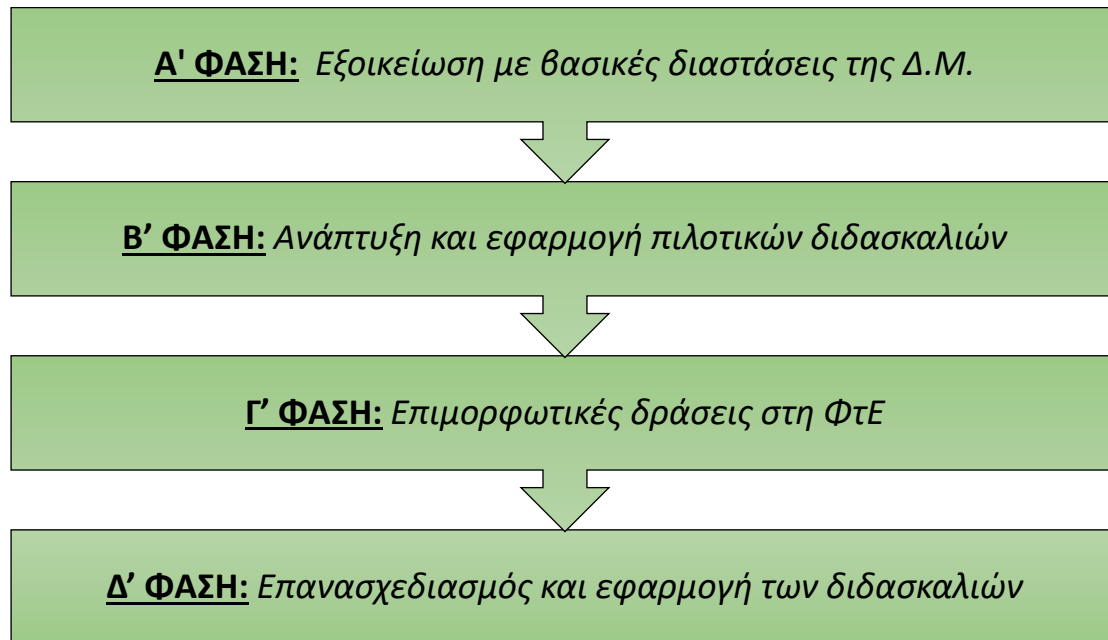 Α' ΦΑΣΗ: Εξοικείωση με βασικές διαστάσεις της Δ.Μ.
Β’ ΦΑΣΗ: Ανάπτυξη και εφαρμογή πιλοτικών διδασκαλιών
Γ’ ΦΑΣΗ: Επιμορφωτικές δράσεις στη ΦτΕ
Δ’ ΦΑΣΗ: Επανασχεδιασμός και εφαρμογή των διδασκαλιών